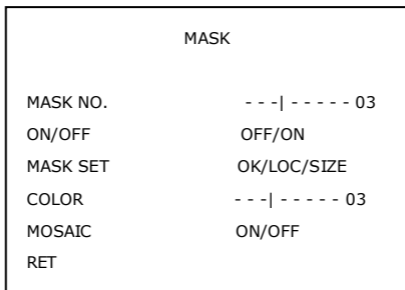 MASK
MASK NO. - - -| - - - - - 03
ON/OFF OFF/ON
MASK SET OK/LOC/SIZE
COLOR - - -| - - - - - 03
MOSAIC ON/OFF
RET